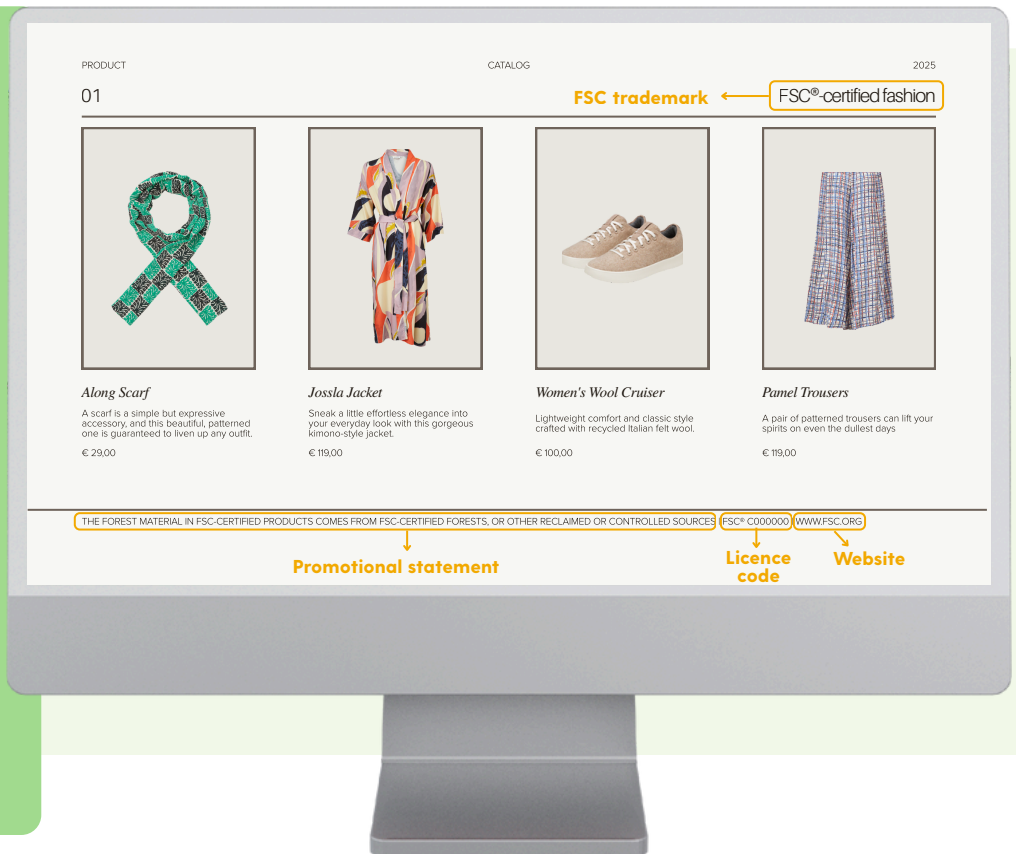 PRODUCT
CATALOG
2025
01
FSC trademark
FSC®-certified fashion
Along Scarf
A scarf is a simple but expressive
accessory, and this beautiful, patterned
one is guaranteed to liven up any outfit.
€ 29,00
Jossla Jacket
Sneak a little effortless elegance into
your everyday look with this gorgeous
kimono-style jacket.
€ 119,00
Women's Wool Cruiser
Lightweight comfort and classic style
crafted with recycled Italian felt wool.
€ 100,00
Pamel Trousers
A pair of patterned trousers can lift your
spirits on even the dullest days
€ 119,00
THE FOREST MATERIAL IN FSC-CERTIFIED PRODUCTS COMES FROM FSC-CERTIFIED FORESTS, OR OTHER RECLAIMED OR CONTROLLED SOURCES (FSC® C000000) WWW.FSC.ORG
Promotional statement
Licence
code
Website